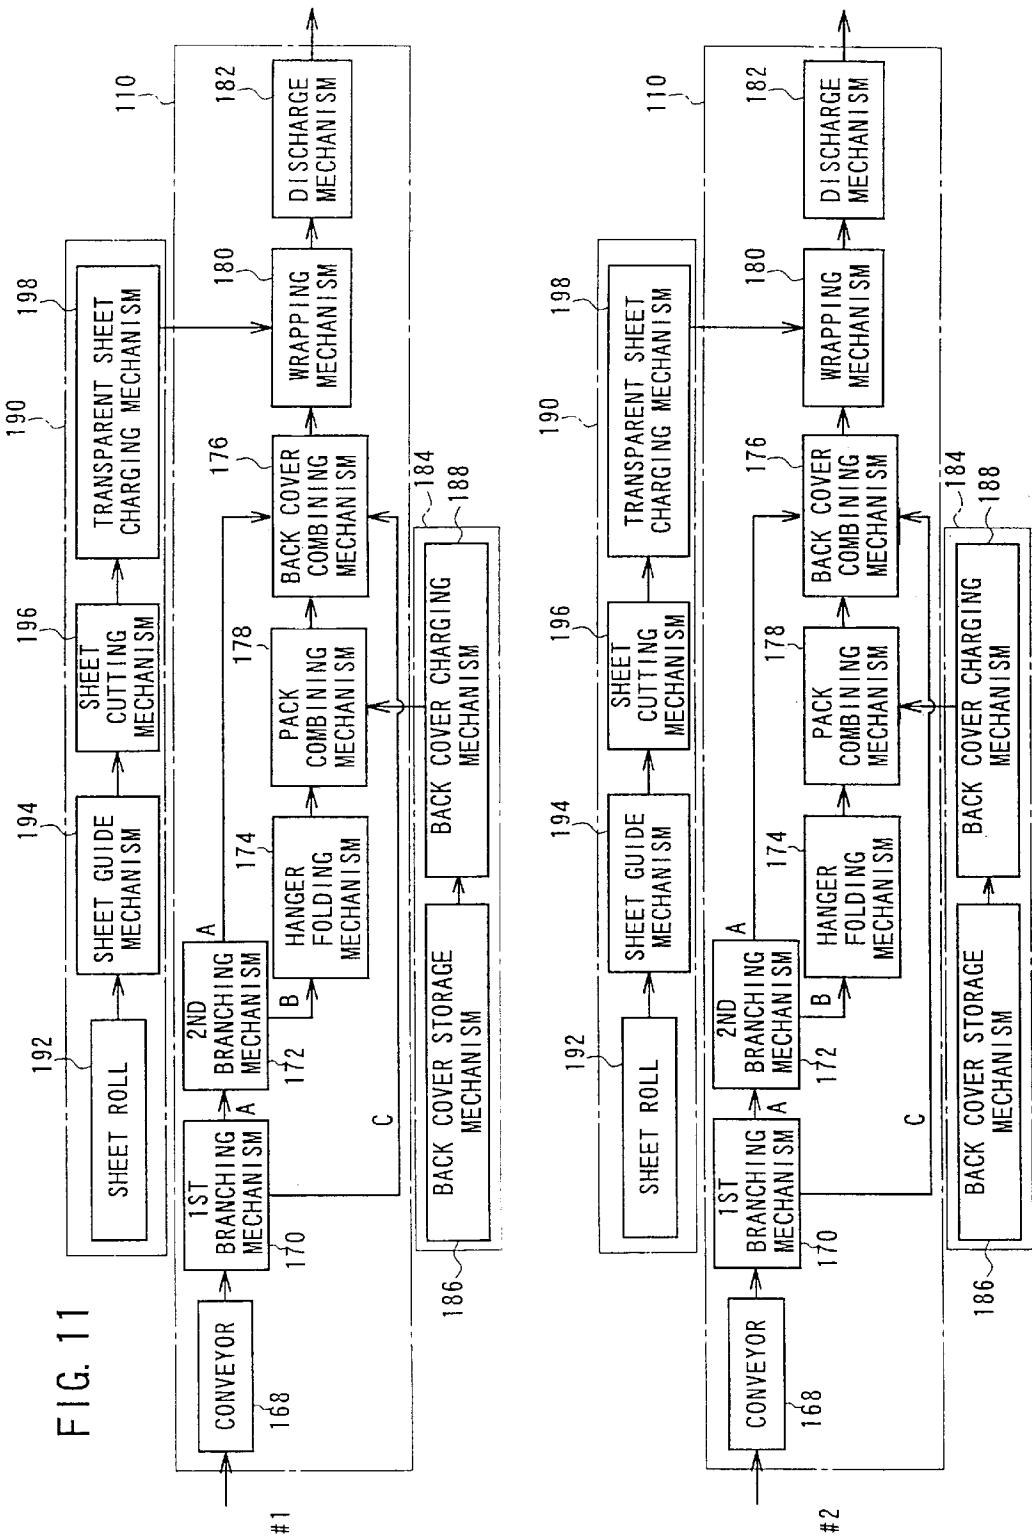 FIG. 11
#1
190
192
SHEET ROLL
194
SHEET GUIDE
MECHANISM
196
SHEET
CUTTING
MECHANISM
198
TRANSPARENT SHEET
CHARGING MECHANISM
110
CONVEYOR
168
1ST
BRANCHING
MECHANISM
170
A
2ND
BRANCHING
MECHANISM
172
A
B
C
HANGER
FOLDING
MECHANISM
174
PACK
COMBINING
MECHANISM
178
BACK COVER
COMBINING
MECHANISM
176
WRAPPING
MECHANISM
180
DISCHARGE
MECHANISM
182
184
BACK COVER STORAGE
MECHANISM
186
BACK COVER CHARGING
MECHANISM
188
#2
190
192
SHEET ROLL
194
SHEET GUIDE
MECHANISM
196
SHEET
CUTTING
MECHANISM
198
TRANSPARENT SHEET
CHARGING MECHANISM
110
CONVEYOR
168
1ST
BRANCHING
MECHANISM
170
A
2ND
BRANCHING
MECHANISM
172
A
B
C
HANGER
FOLDING
MECHANISM
174
PACK
COMBINING
MECHANISM
178
BACK COVER
COMBINING
MECHANISM
176
WRAPPING
MECHANISM
180
DISCHARGE
MECHANISM
182
184
BACK COVER STORAGE
MECHANISM
186
BACK COVER CHARGING
MECHANISM
188